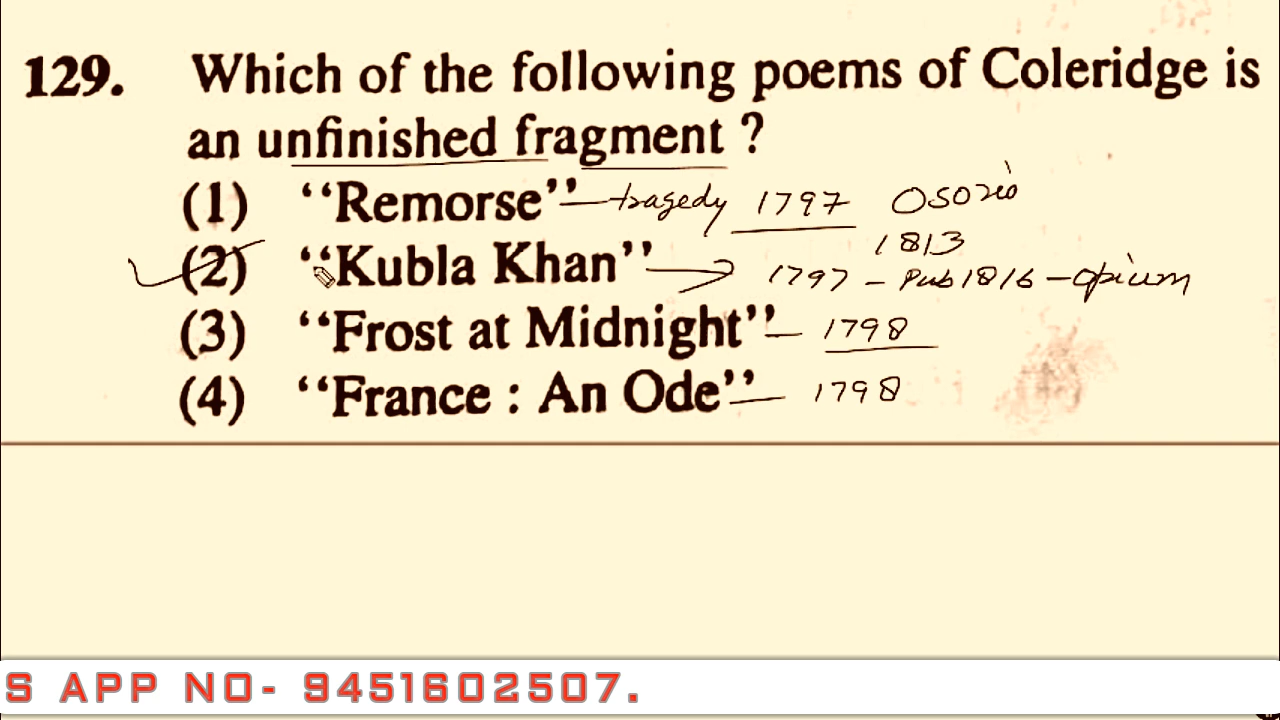 129. Which of the following poems of Coleridge is
an unfinished fragment ?
(1) ‘‘Remorse’’ — tragedy 1797 Osorio
1813
(2) ‘‘Kubla Khan’’ → 1797 – Pub 1816 – opium
(3) ‘‘Frost at Midnight’’ – 1798
(4) ‘‘France : An Ode’’ – 1798
S APP NO- 9451602507.